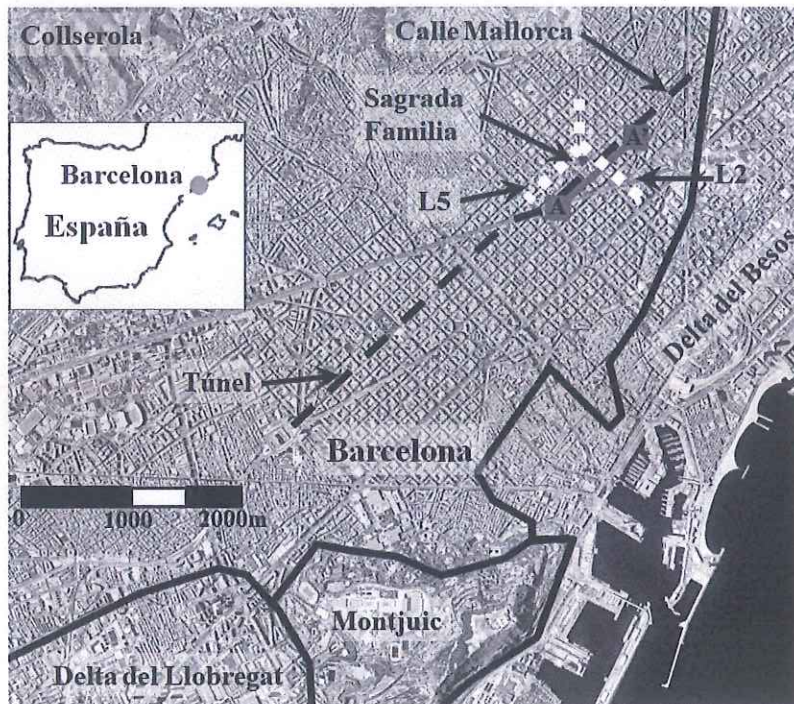 Collserola
Calle Mallorca
Sagrada
Familia
A'
Barcelona
España
L5
A
L2
Delta del Besos
Túnel
Barcelona
0 1000 2000m
Montjuic
Delta del Llobregat